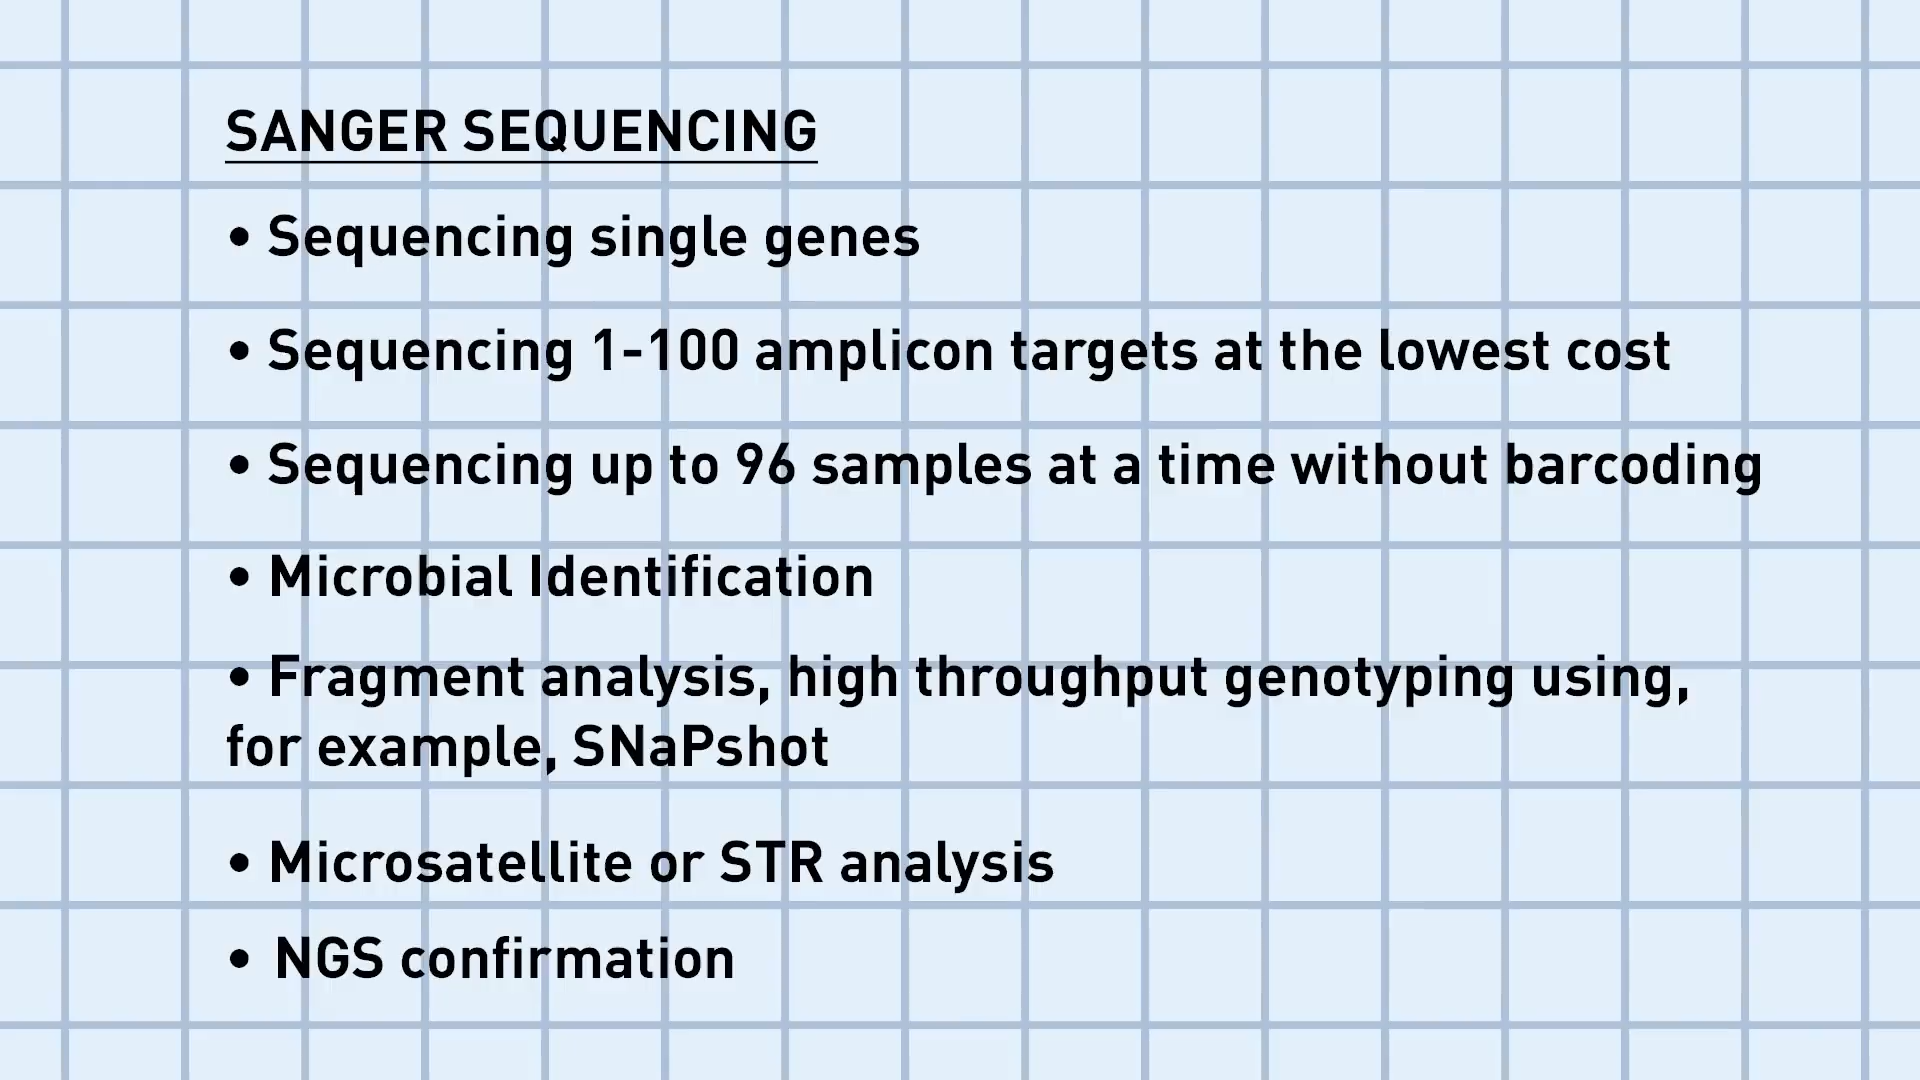 SANGER SEQUENCING
• Sequencing single genes
• Sequencing 1-100 amplicon targets at the lowest cost
• Sequencing up to 96 samples at a time without barcoding
• Microbial Identification
• Fragment analysis, high throughput genotyping using,
for example, SNaPshot
• Microsatellite or STR analysis
• NGS confirmation